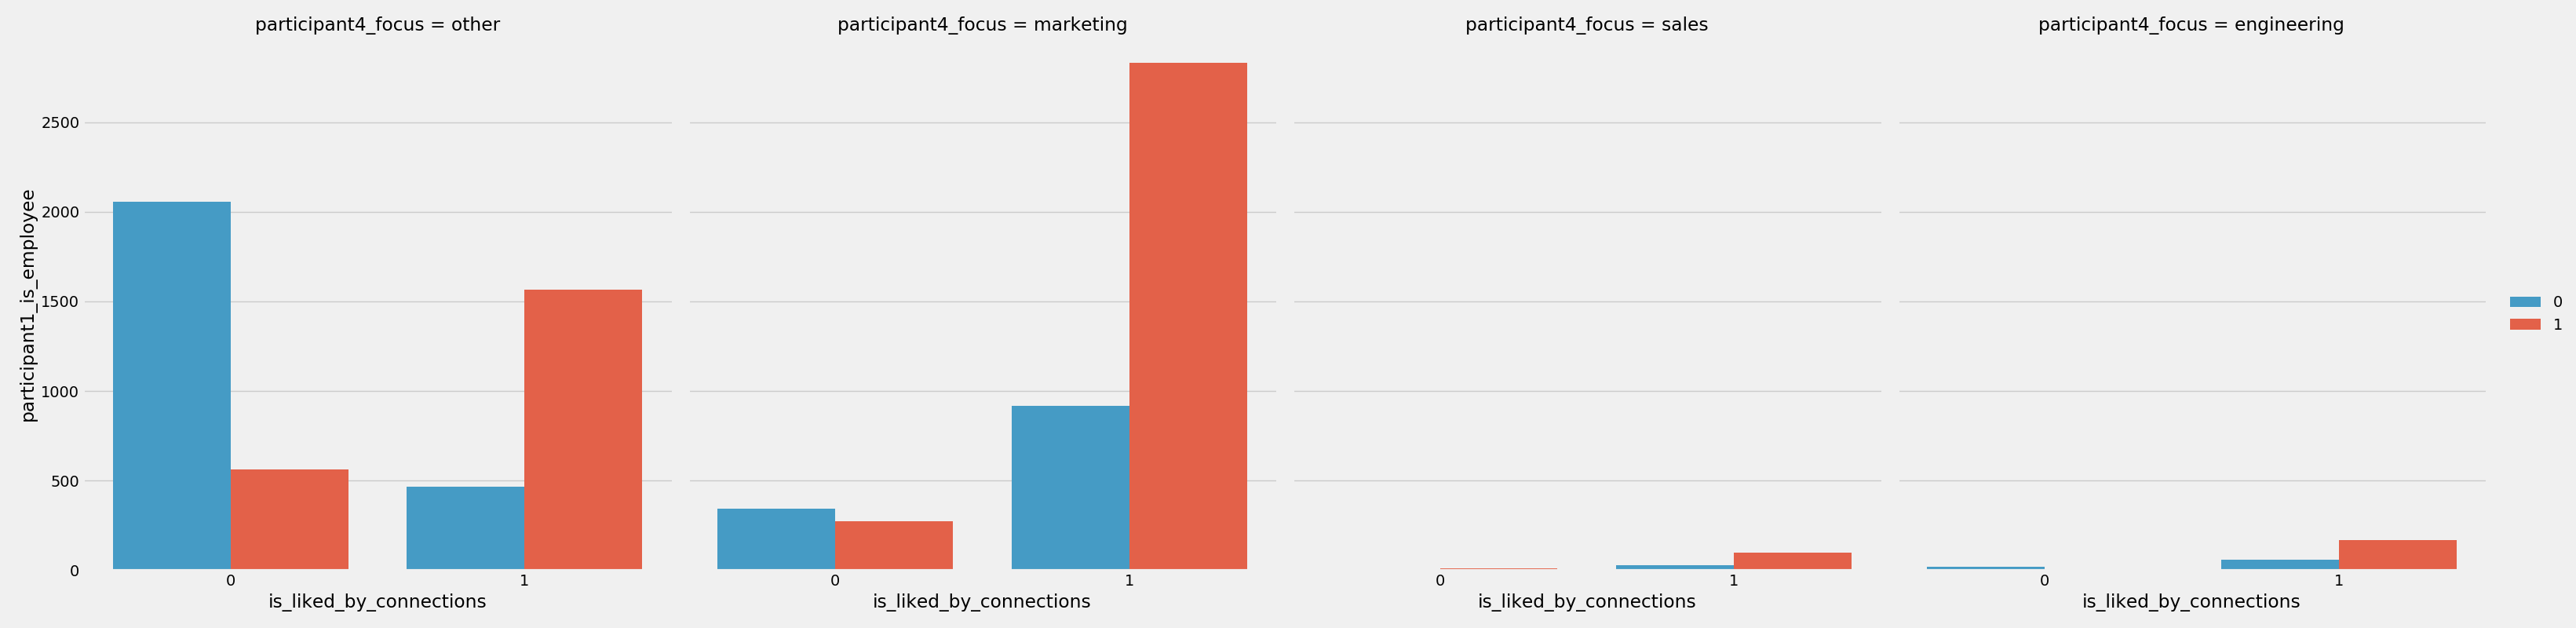 participant4_focus = other
participant4_focus = marketing
participant4_focus = sales
participant4_focus = engineering
participant1_is_employee
2500
2000
1500
1000
500
0
0 1
0 1
0 1
0 1
is_liked_by_connections
is_liked_by_connections
is_liked_by_connections
is_liked_by_connections
0
1